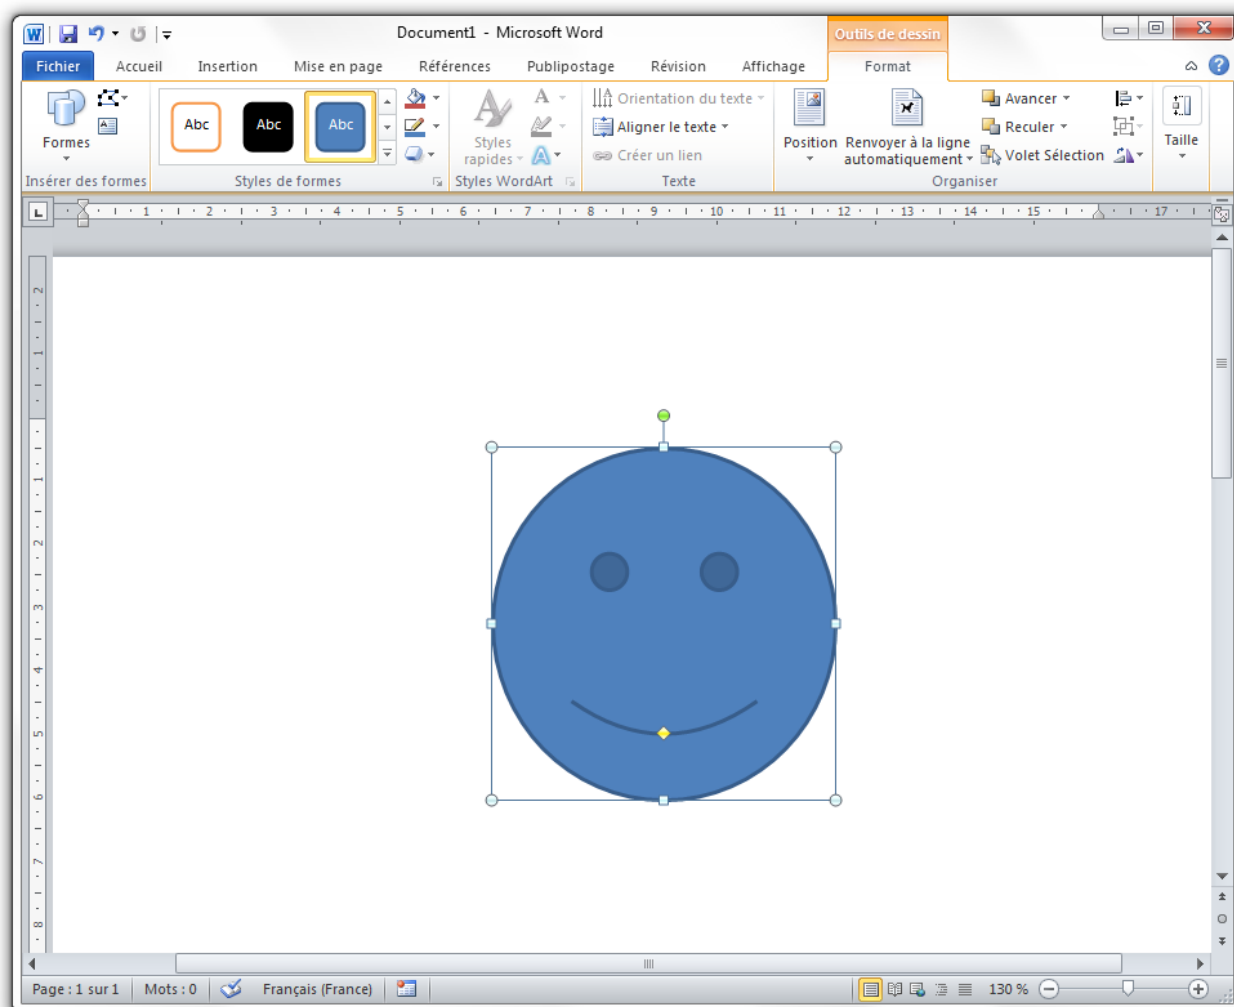 W
Document1 - Microsoft Word
Outils de dessin
Fichier Accueil Insertion Mise en page Références Publipostage Révision Affichage Format
Formes
Insérer des formes
Abc Abc Abc
Styles de formes
A
Styles rapides
A
A
Styles WordArt
Orientation du texte
Aligner le texte
Créer un lien
Texte
Position
Renvoyer à la ligne
automatiquement
Avancer
Reculer
Volet Sélection
Organiser
Taille
L
1 2 3 4 5 6 7 8 9 10 11 12 13 14 15 17
2
1
1
2
3
4
5
6
7
8
Page : 1 sur 1 Mots : 0 Français (France) 130 %